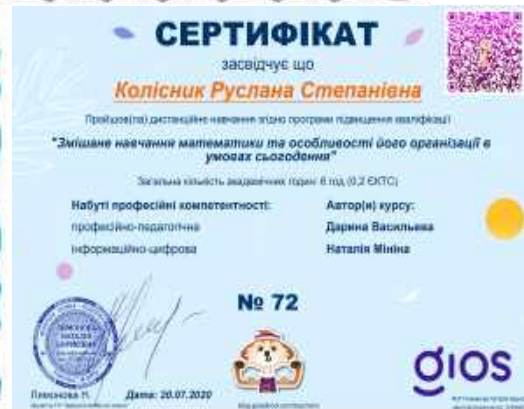 СЕРТИФІКАТ
засвідчує що
Колісник Руслана Степанівна
Пройшов(ла) дистанційне навчання згідно програми підвищення кваліфікації
"Змішане навчання математики та особливості його організації в
умовах сьогодення"
Загальна кількість академічних годин: 6 год (0,2 ЄКТС)
Набуті професійні компетентності:
професійно-педагогічна
інформаційно-цифрова
Автор(и) курсу:
Дарина Васильєва
Наталія Мініна
№ 72
Лимонова Н.
Дата: 20.07.2020
gios